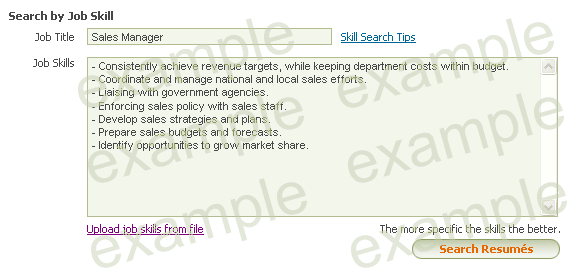 Search by Job Skill
Job Title Sales Manager Skill Search Tips
Job Skills
- Consistently achieve revenue targets, while keeping department costs within budget.
- Coordinate and manage national and local sales efforts.
- Liaising with government agencies.
- Enforcing sales policy with sales staff.
- Develop sales strategies and plans.
- Prepare sales budgets and forecasts.
- Identify opportunities to grow market share.
Upload job skills from file The more specific the skills the better.
Search Resumés
example
example
example
example
example
example